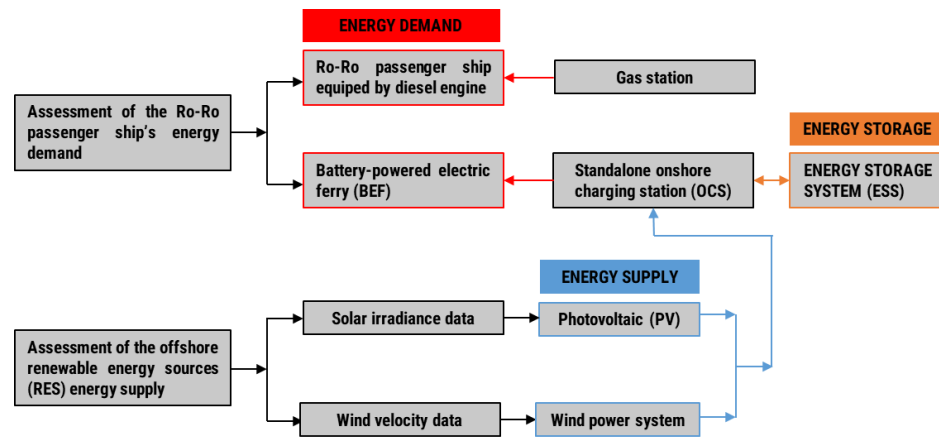 ENERGY DEMAND
Ro-Ro passenger ship
equiped by diesel engine
Gas station
Assessment of the Ro-Ro
passenger ship's energy
demand
ENERGY STORAGE
Battery-powered electric
ferry (BEF)
Standalone onshore
charging station (OCS)
ENERGY STORAGE
SYSTEM (ESS)
ENERGY SUPPLY
Solar irradiance data
Photovoltaic (PV)
Assessment of the offshore
renewable energy sources
(RES) energy supply
Wind velocity data
Wind power system